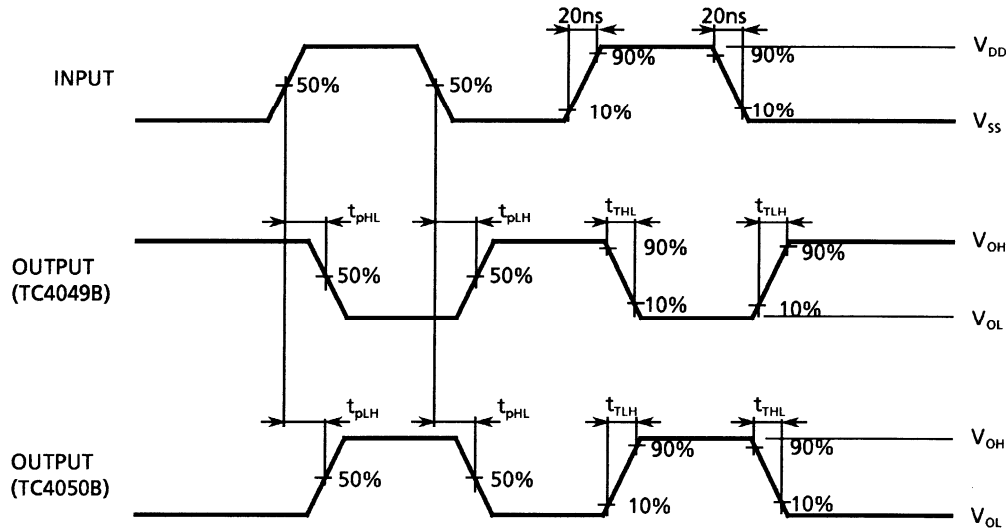 20ns 20ns
INPUT 50% 50% 90% 90% V_DD
10% 10% V_SS
t_pHL t_pLH t_THL t_TLH
OUTPUT
(TC4049B)
50% 50% 90% 90% V_OH
10% 10% V_OL
t_pLH t_pHL t_TLH t_THL
OUTPUT
(TC4050B)
50% 50% 90% 90% V_OH
10% 10% V_OL